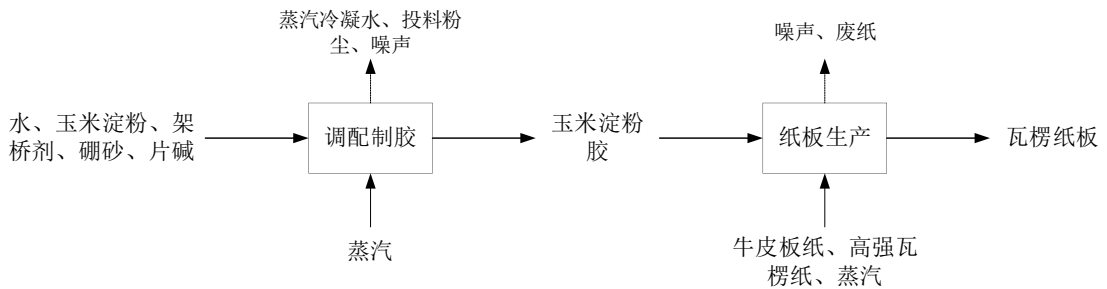 蒸汽冷凝水、投料粉
尘、噪声
噪声、废纸
水、玉米淀粉、架
桥剂、硼砂、片碱
调配制胶
玉米淀粉
胶
纸板生产
瓦楞纸板
蒸汽
牛皮板纸、高强瓦
楞纸、蒸汽